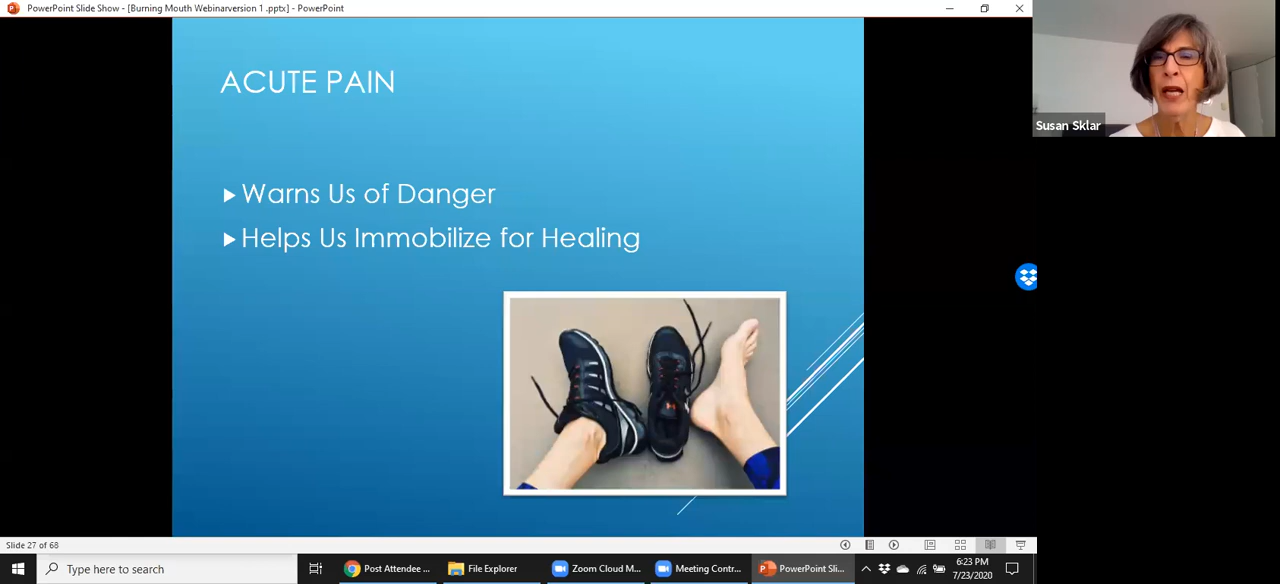 PowerPoint Slide Show - [Burning Mouth Webinarversion 1 .pptx] - PowerPoint
Susan Sklar
ACUTE PAIN
Warns Us of Danger
Helps Us Immobilize for Healing
Slide 27 of 68
Type here to search
Post Attendee ...
File Explorer
Zoom Cloud M...
Meeting Contr...
PowerPoint Sli...
6:23 PM
7/23/2020